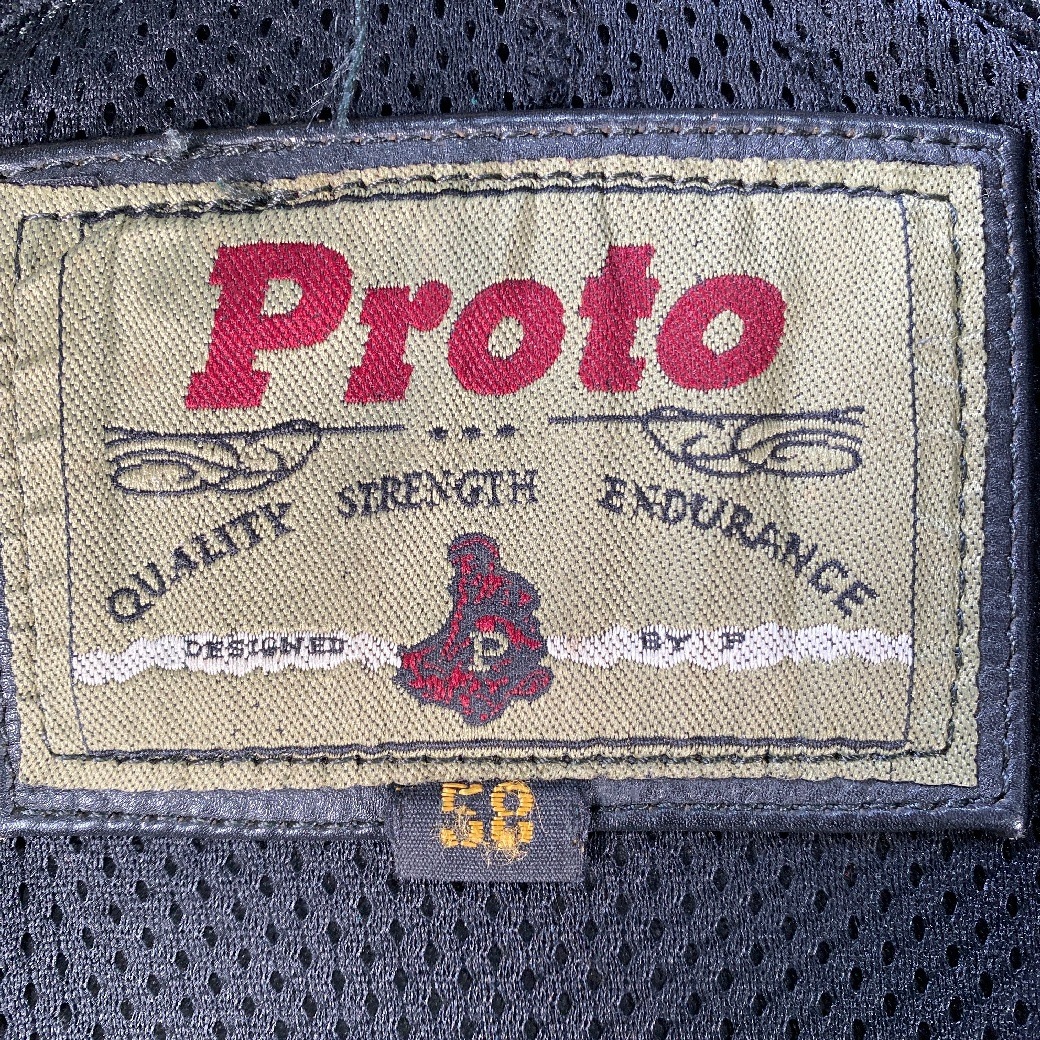 Proto
QUALITY STRENGTH ENDURANCE
P
DESIGNED BY P
58